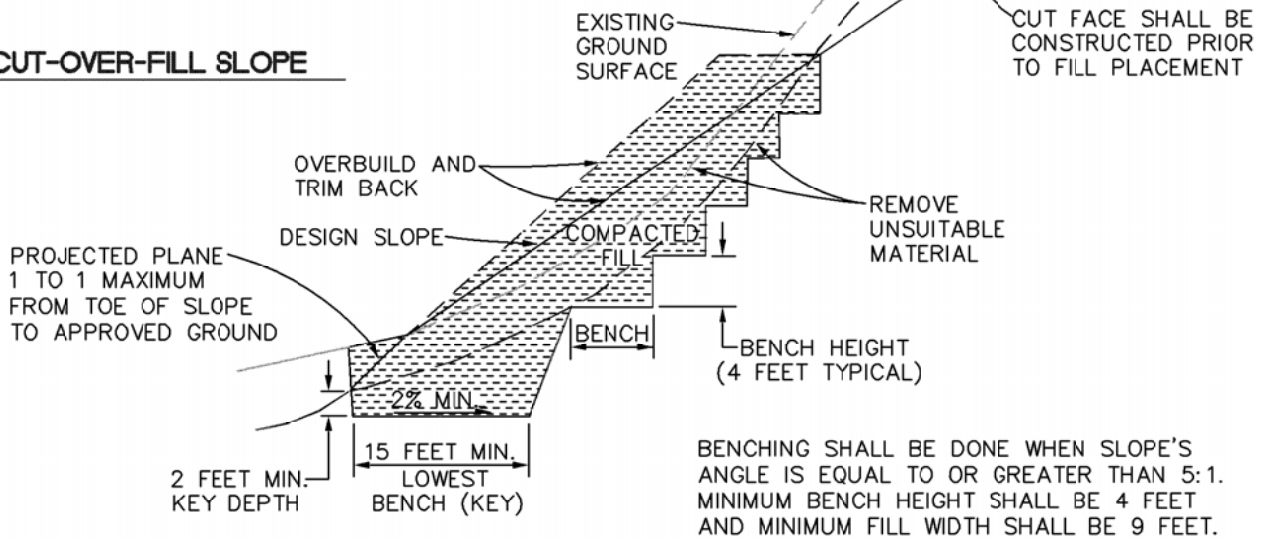 CUT-OVER-FILL SLOPE
EXISTING
GROUND
SURFACE
CUT FACE SHALL BE
CONSTRUCTED PRIOR
TO FILL PLACEMENT
OVERBUILD AND
TRIM BACK
DESIGN SLOPE
COMPACTED
FILL
REMOVE
UNSUITABLE
MATERIAL
PROJECTED PLANE
1 TO 1 MAXIMUM
FROM TOE OF SLOPE
TO APPROVED GROUND
BENCH
BENCH HEIGHT
(4 FEET TYPICAL)
2% MIN.
2 FEET MIN.
KEY DEPTH
15 FEET MIN.
LOWEST
BENCH (KEY)
BENCHING SHALL BE DONE WHEN SLOPE'S
ANGLE IS EQUAL TO OR GREATER THAN 5:1.
MINIMUM BENCH HEIGHT SHALL BE 4 FEET
AND MINIMUM FILL WIDTH SHALL BE 9 FEET.